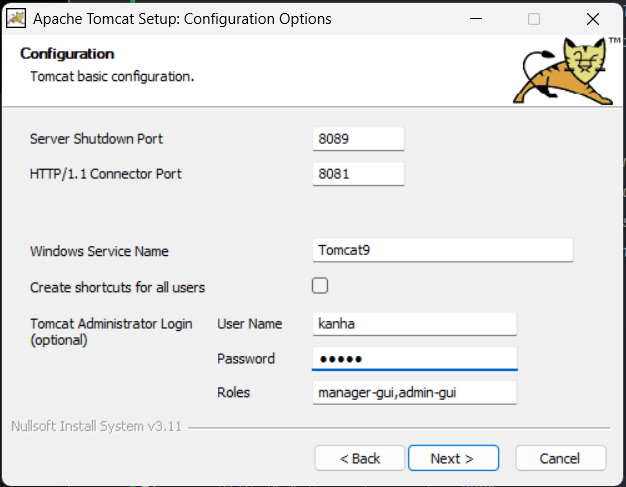 Apache Tomcat Setup: Configuration Options
Configuration
Tomcat basic configuration.
TM
Server Shutdown Port 8089
HTTP/1.1 Connector Port 8081
Windows Service Name Tomcat9
Create shortcuts for all users
Tomcat Administrator Login User Name kanha
(optional)
Password ●●●●●
Roles manager-gui,admin-gui
Nullsoft Install System v3.11
< Back Next > Cancel